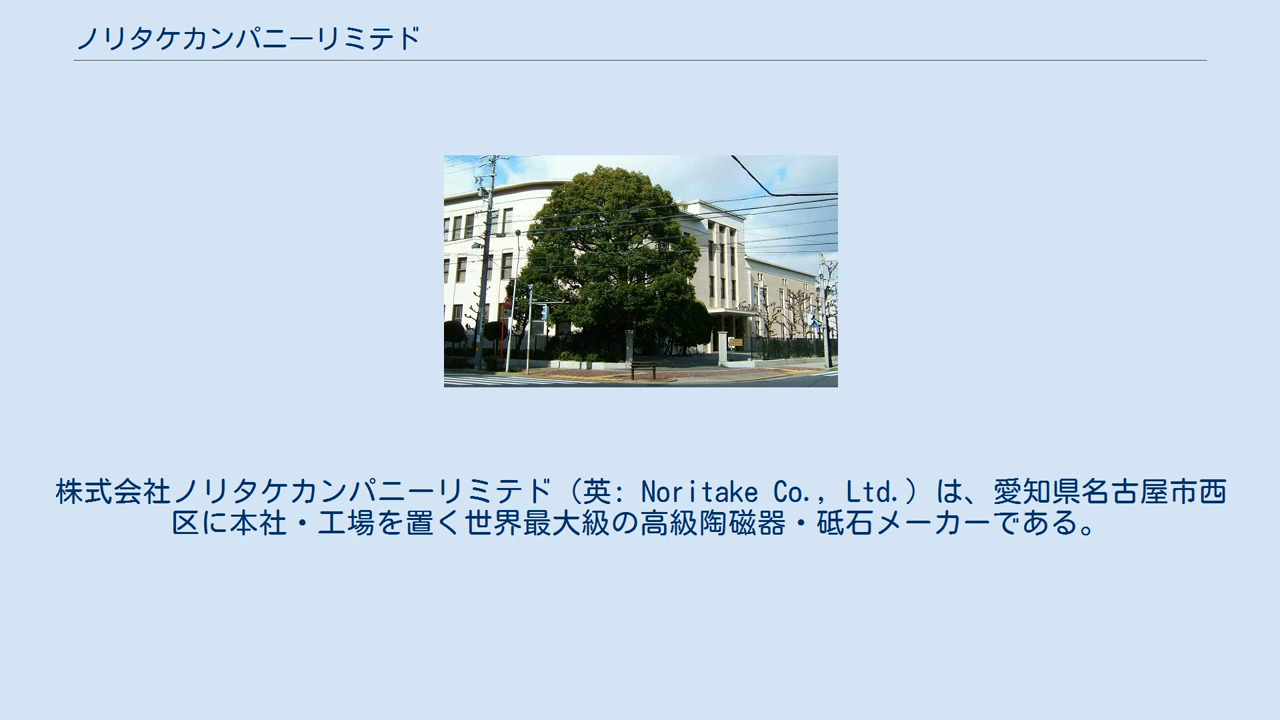 ノリタケカンパニーリミテド
株式会社ノリタケカンパニーリミテド（英: Noritake Co., Ltd.）は、愛知県名古屋市西
区に本社・工場を置く世界最大級の高級陶磁器・砥石メーカーである。